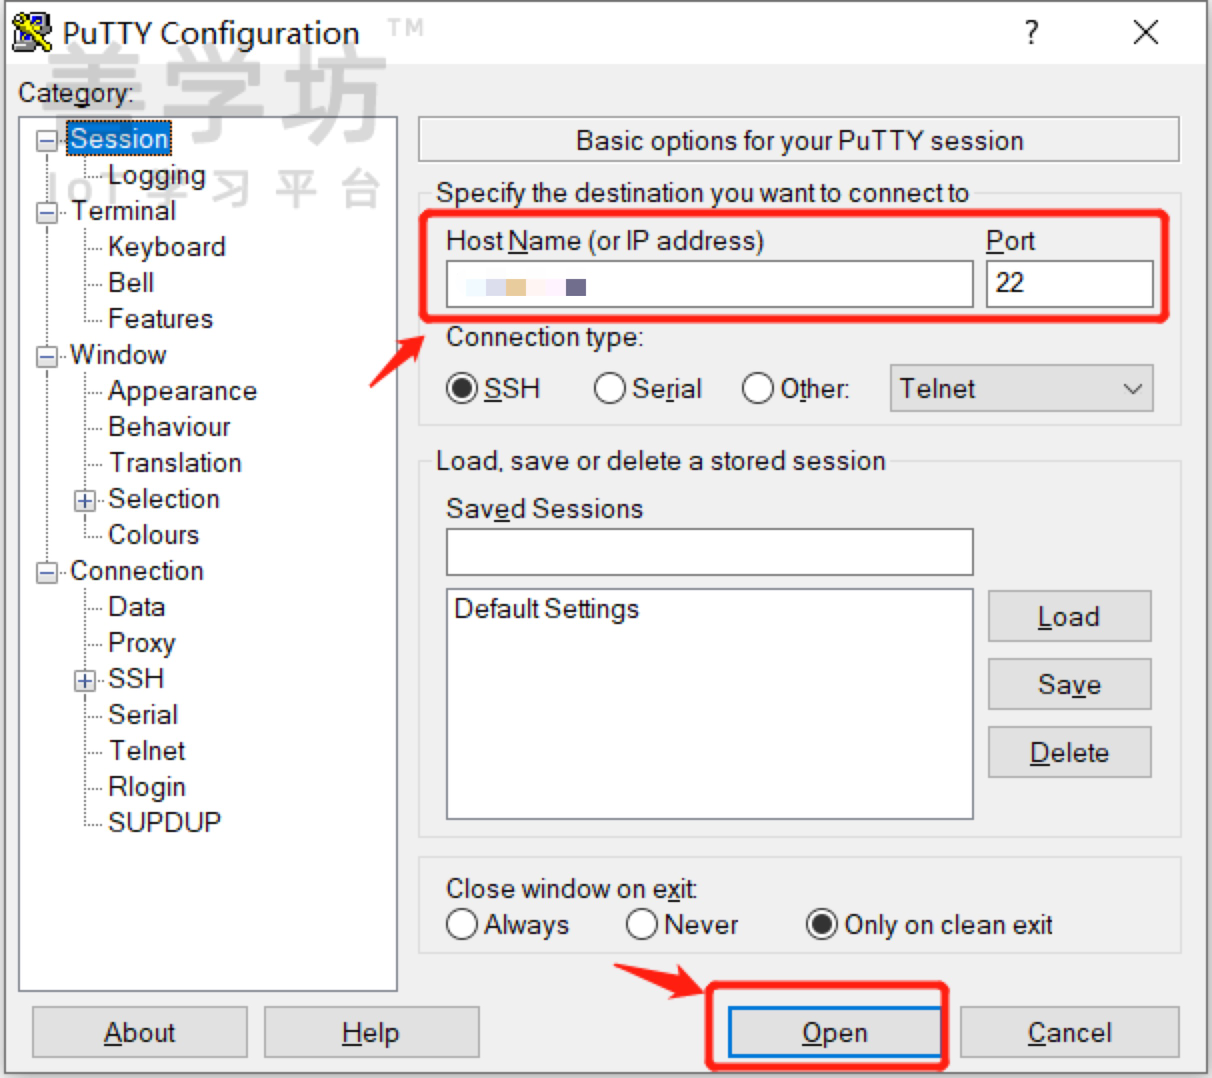 PuTTY Configuration
TM
?
善学坊
IoT学习平台
Category:
Session
Logging
Terminal
Keyboard
Bell
Features
Window
Appearance
Behaviour
Translation
Selection
Colours
Connection
Data
Proxy
SSH
Serial
Telnet
Rlogin
SUPDUP
Basic options for your PuTTY session
Specify the destination you want to connect to
Host Name (or IP address)
Port
22
Connection type:
SSH
Serial
Other:
Telnet
Load, save or delete a stored session
Saved Sessions
Default Settings
Load
Save
Delete
Close window on exit:
Always
Never
Only on clean exit
About
Help
Open
Cancel